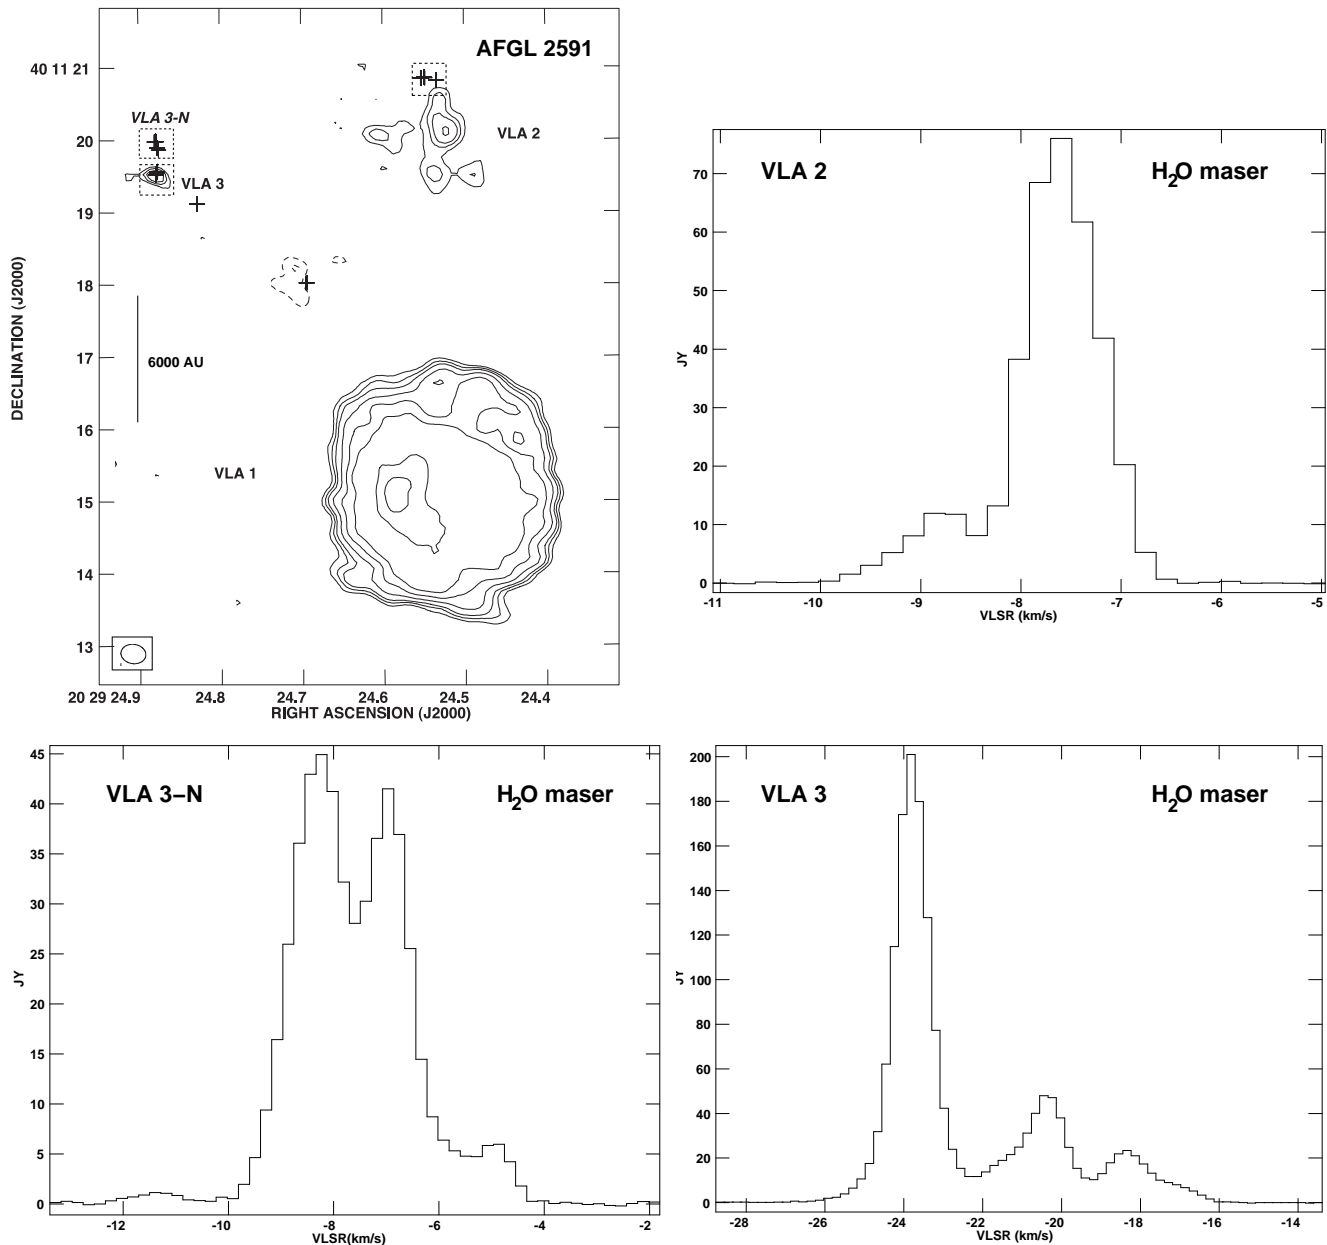 AFGL 2591
DECLINATION (J2000)
40 11 21
20
19
18
17
16
15
14
13
VLA 3-N
VLA 3
VLA 2
6000 AU
VLA 1
20 29 24.9
24.8
24.7
24.6
24.5
24.4
RIGHT ASCENSION (J2000)
VLA 2
H2O maser
JY
70
60
50
40
30
20
10
0
-11
-10
-9
-8
-7
-6
-5
VLSR (km/s)
VLA 3–N
H2O maser
JY
45
40
35
30
25
20
15
10
5
0
-12
-10
-8
-6
-4
-2
VLSR(km/s)
VLA 3
H2O maser
JY
200
180
160
140
120
100
80
60
40
20
0
-28
-26
-24
-22
-20
-18
-16
-14
VLSR (km/s)